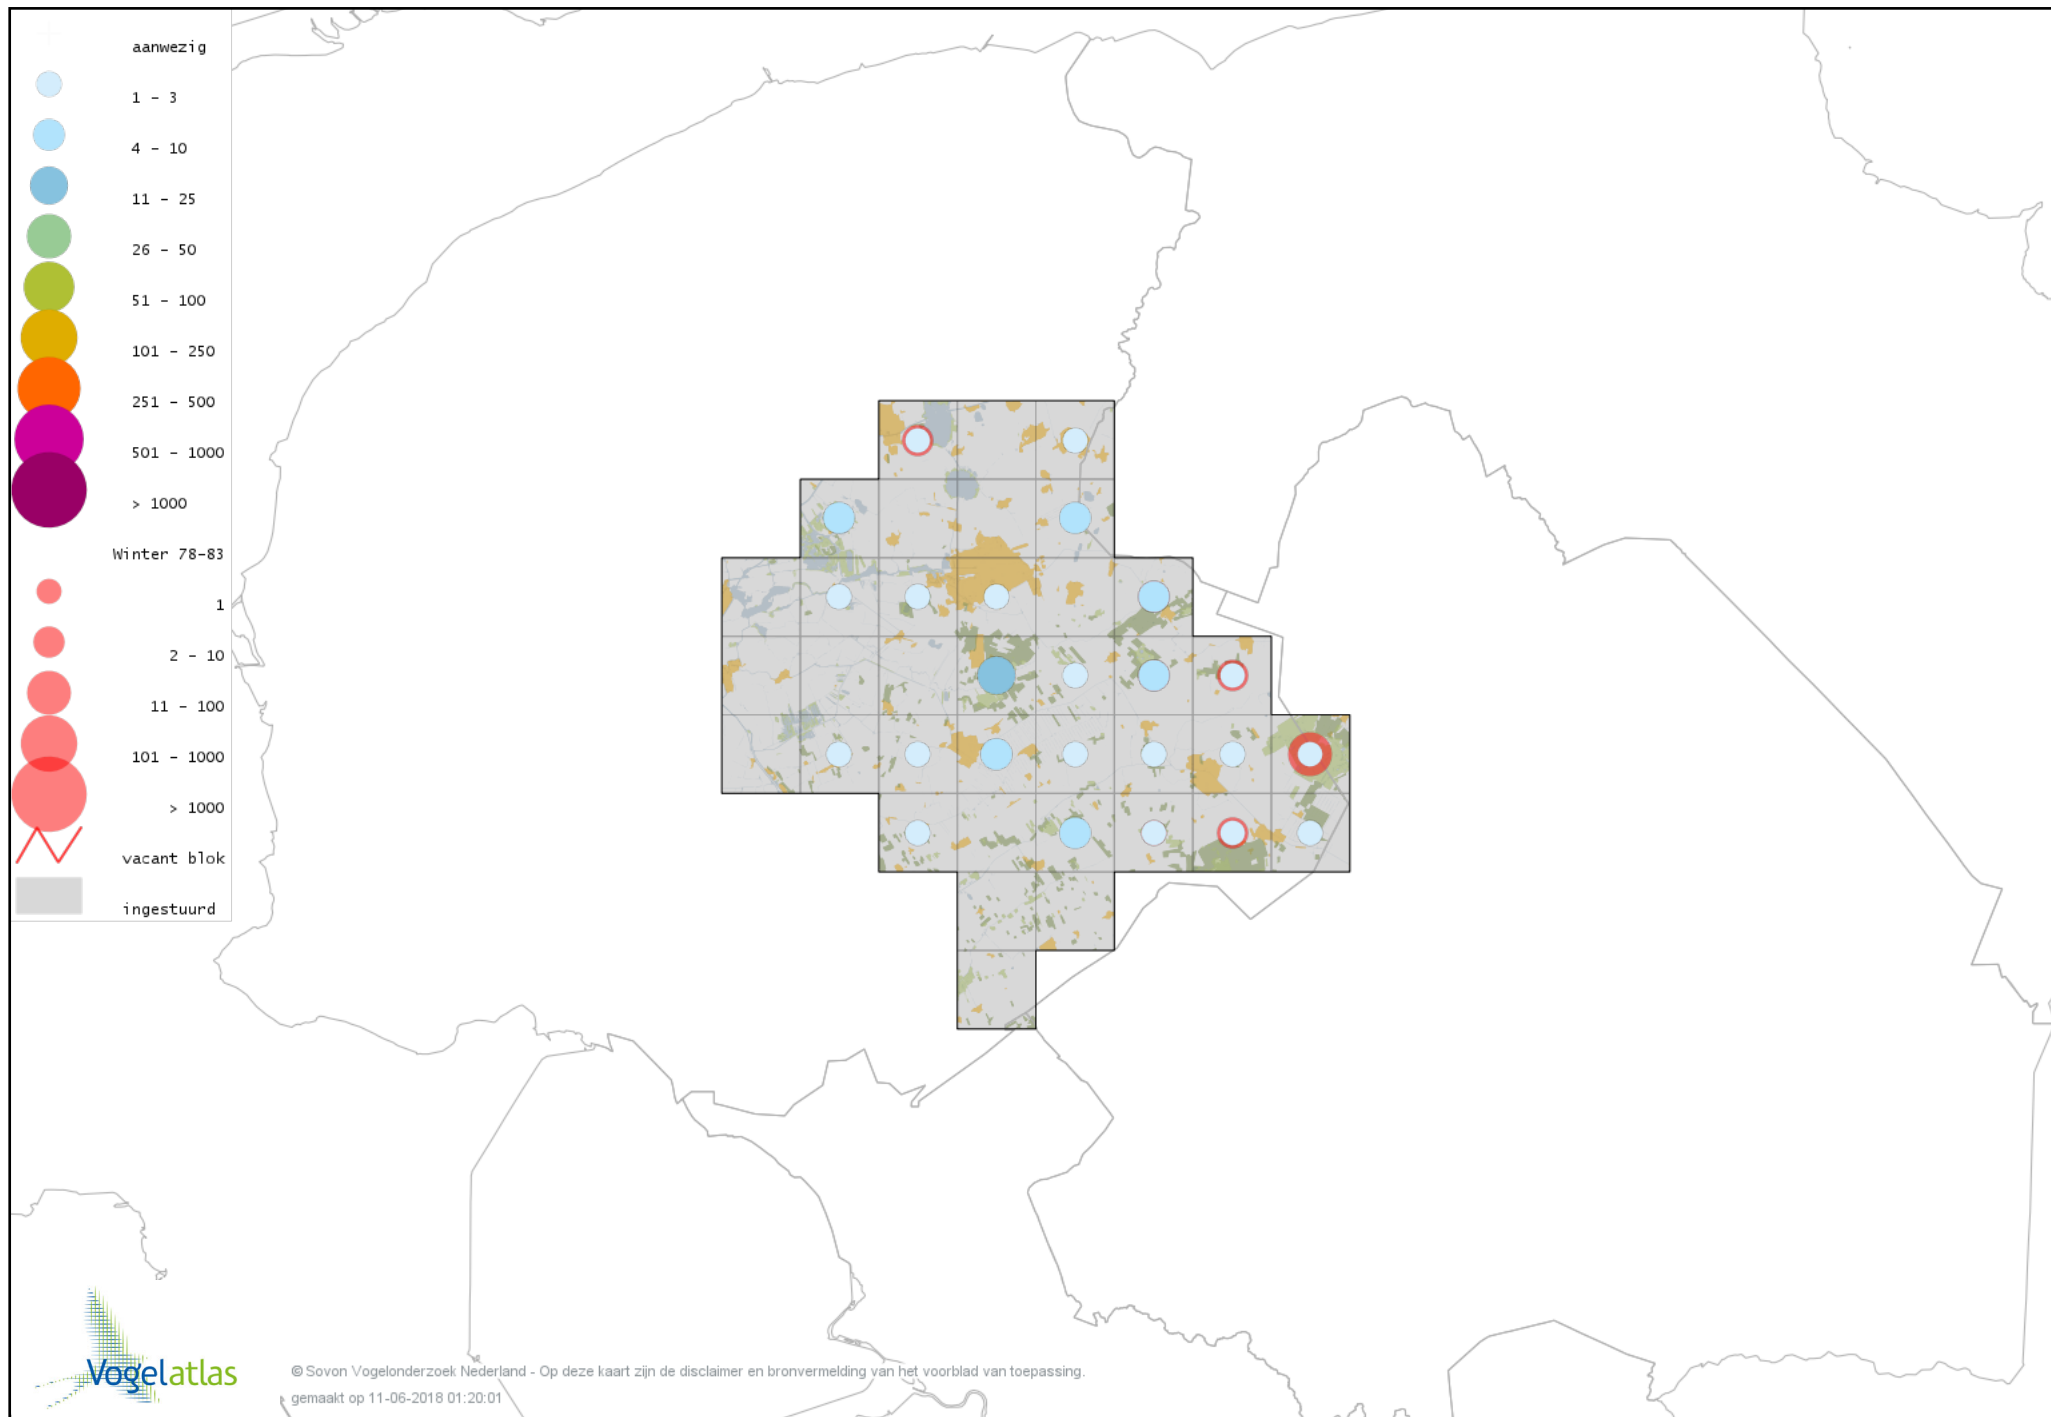 aanwezig
1 - 3
4 - 10
11 - 25
26 - 50
51 - 100
101 - 250
251 - 500
501 - 1000
> 1000
Winter 78-83
1
2 - 10
11 - 100
101 - 1000
> 1000
vacant blok
ingestuurd
Vogelatlas
© Sovon Vogelonderzoek Nederland - Op deze kaart zijn de disclaimer en bronvermelding van het voorblad van toepassing.
gemaakt op 11-06-2018 01:20:01